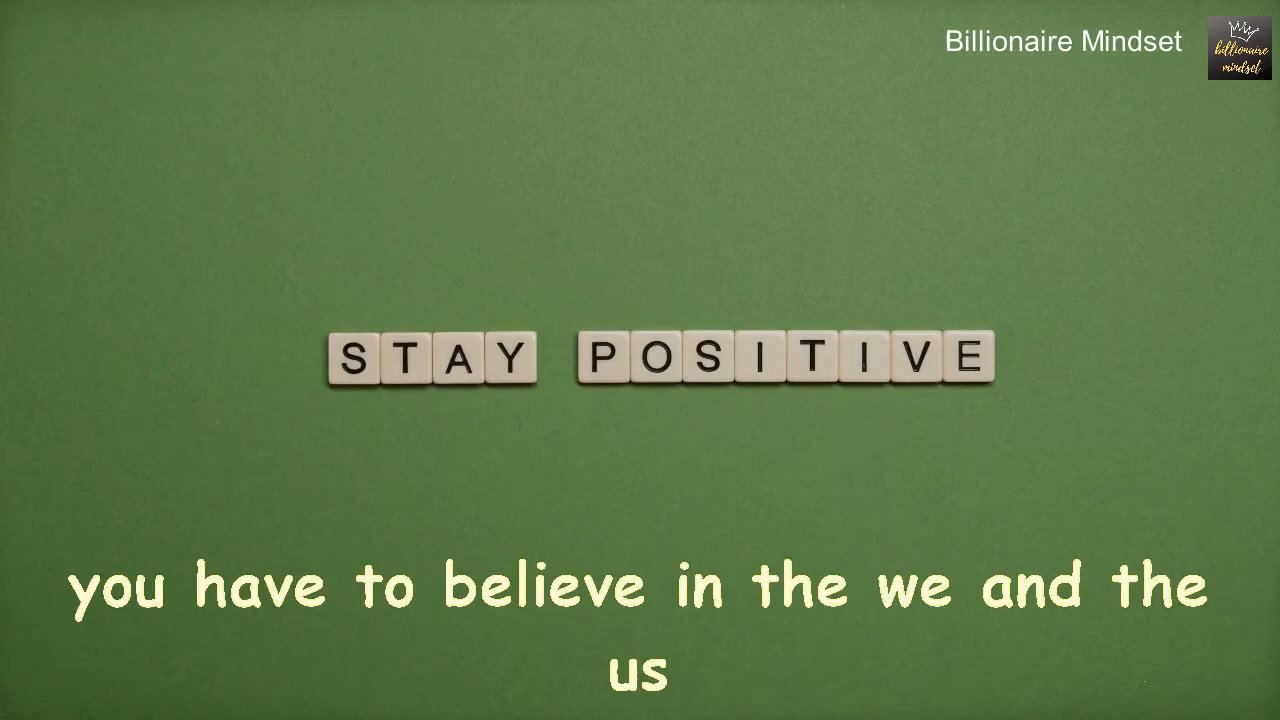 Billionaire Mindset
billionaire
mindset
STAY POSITIVE
you have to believe in the we and the
us